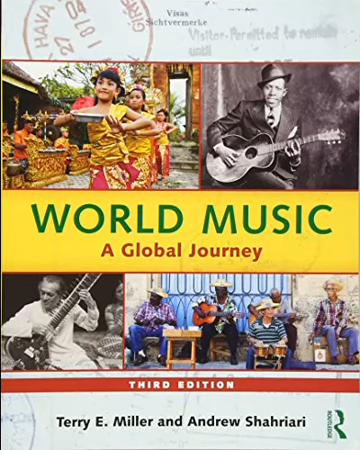 Visas
Sichtvermerke
Visitor-Permitted to remain
until
HAVA
WORLD MUSIC
A Global Journey
THIRD EDITION
Terry E. Miller and Andrew Shahriari
R
ROUTLEDGE